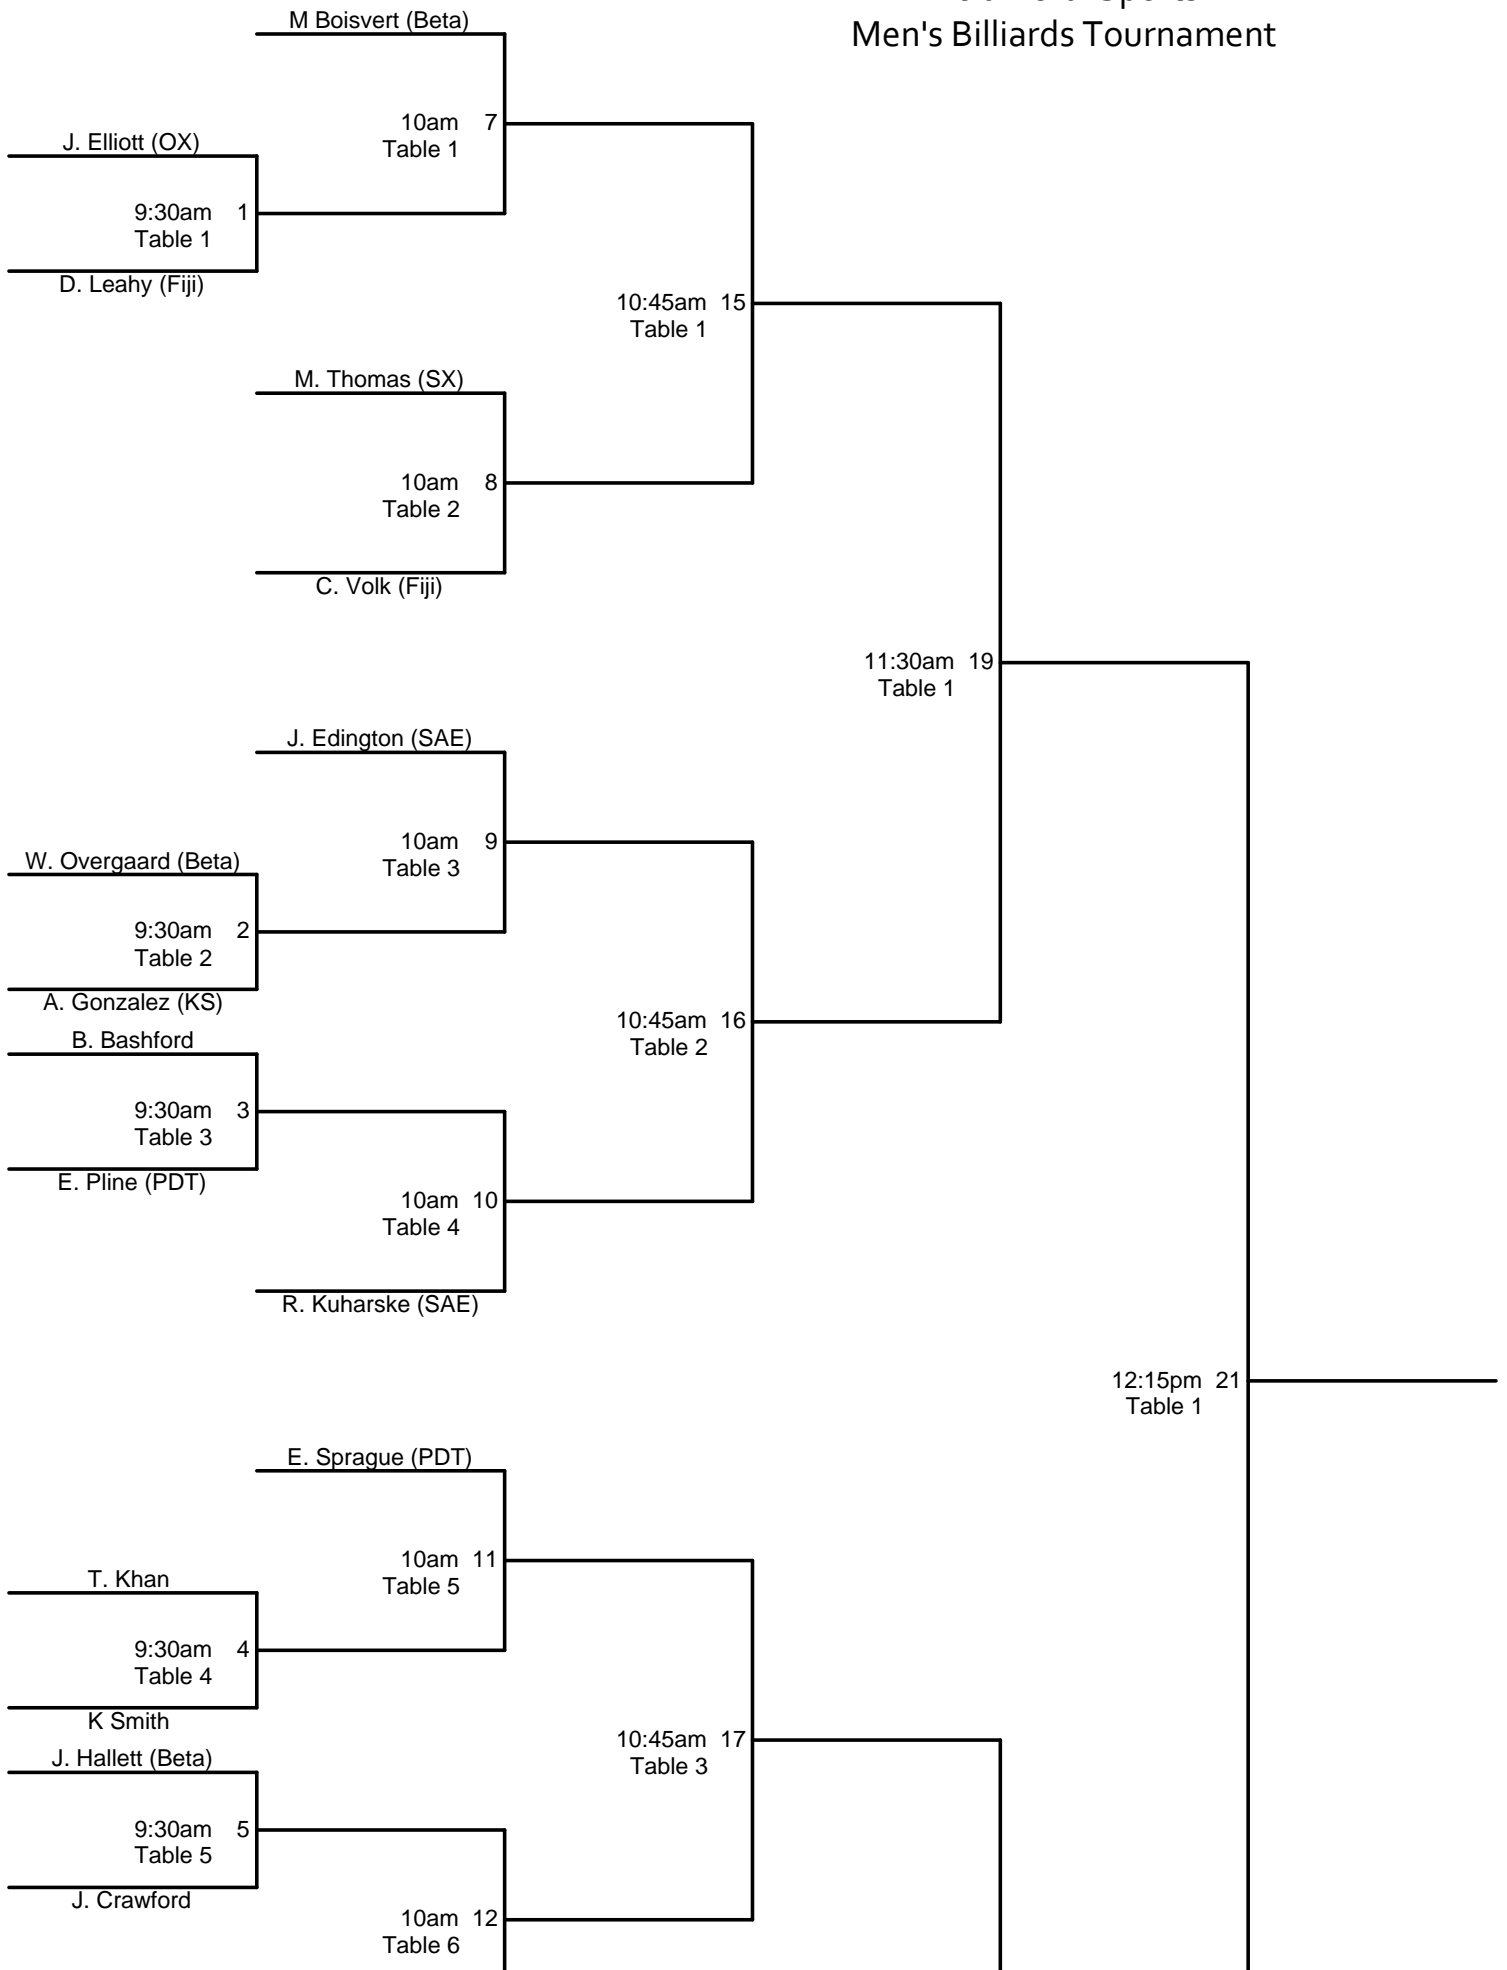 Men's Billiards Tournament
M Boisvert (Beta)
10am 7
Table 1
J. Elliott (OX)
9:30am 1
Table 1
D. Leahy (Fiji)
10:45am 15
Table 1
M. Thomas (SX)
10am 8
Table 2
C. Volk (Fiji)
11:30am 19
Table 1
J. Edington (SAE)
10am 9
Table 3
W. Overgaard (Beta)
9:30am 2
Table 2
A. Gonzalez (KS)
10:45am 16
Table 2
B. Bashford
9:30am 3
Table 3
E. Pline (PDT)
10am 10
Table 4
R. Kuharske (SAE)
12:15pm 21
Table 1
E. Sprague (PDT)
10am 11
Table 5
T. Khan
9:30am 4
Table 4
K Smith
10:45am 17
Table 3
J. Hallett (Beta)
9:30am 5
Table 5
J. Crawford
10am 12
Table 6